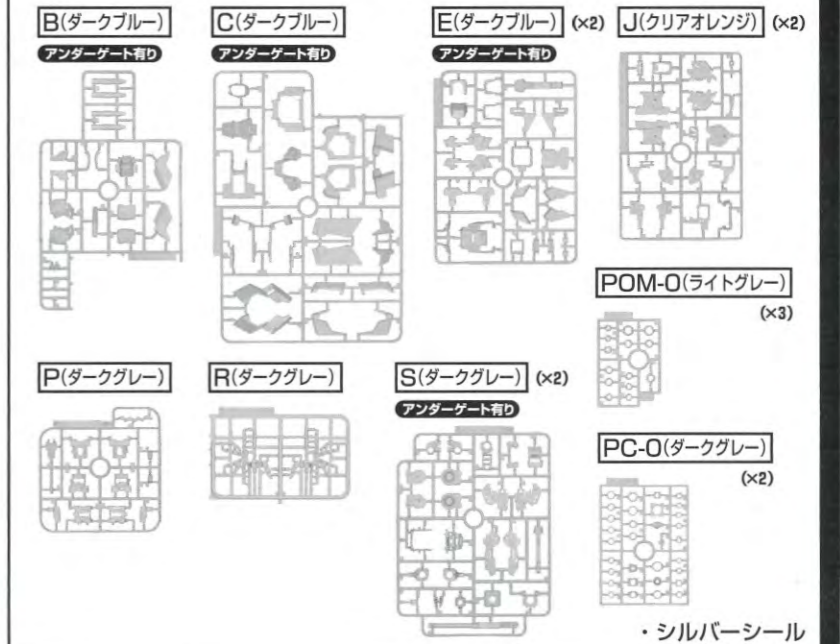 B(ダークブルー)
アンダーゲート有り
C(ダークブルー)
アンダーゲート有り
E(ダークブルー) (×2)
アンダーゲート有り
J(クリアオレンジ) (×2)
POM-0(ライトグレー)
(×3)
P(ダークグレー)
R(ダークグレー)
S(ダークグレー) (×2)
アンダーゲート有り
PC-0(ダークグレー)
(×2)
・シルバーシール